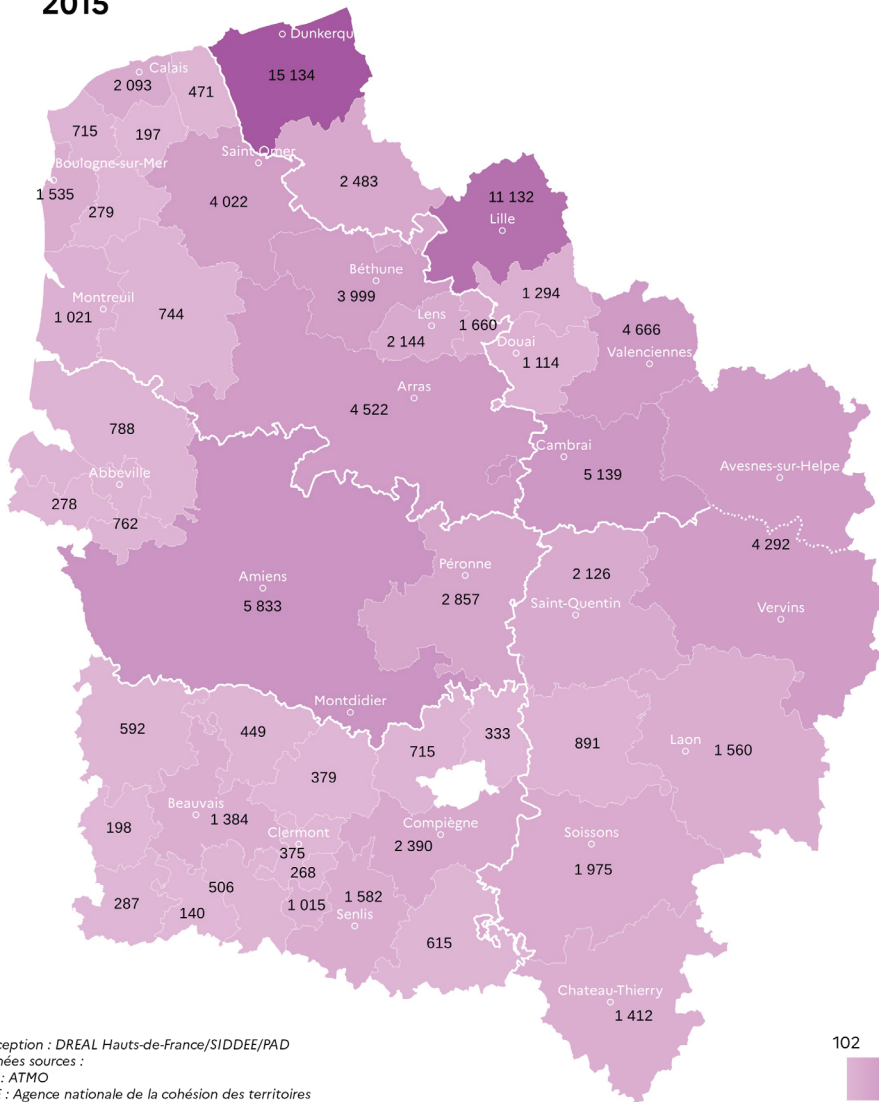 2015
Dunkerqu
15 134
Calais
2 093
471
715
197
Saint-Omer
Boulogne-sur-Mer
2 483
1 535
4 022
11 132
279
Lille
Béthune
1 294
Montreuil
3 999
1 021
744
Lens
1 660
4 666
2 144
Douai
Valenciennes
1 114
Arras
4 522
788
Cambrai
Avesnes-sur-Helpe
Abbeville
5 139
278
762
4 292
Péronne
Amiens
2 126
5 833
2 857
Saint-Quentin
Vervins
Montdidier
592
449
333
715
891
Laon
1 560
379
Beauvais
198
1 384
Compiègne
Clermont
2 390
Soissons
375
268
1 975
506
1 582
287
140
1 015
Senlis
615
Chateau-Thierry
1 412
ception : DREAL Hauts-de-France/SIDDEE/PAD
nées sources :
: ATMO
E : Agence nationale de la cohésion des territoires
102